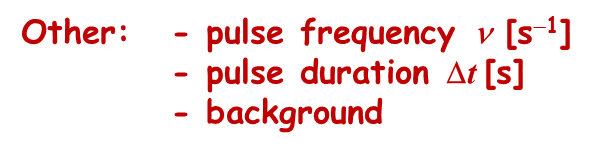 Other: - pulse frequency ν [s⁻¹]
- pulse duration Δt [s]
- background